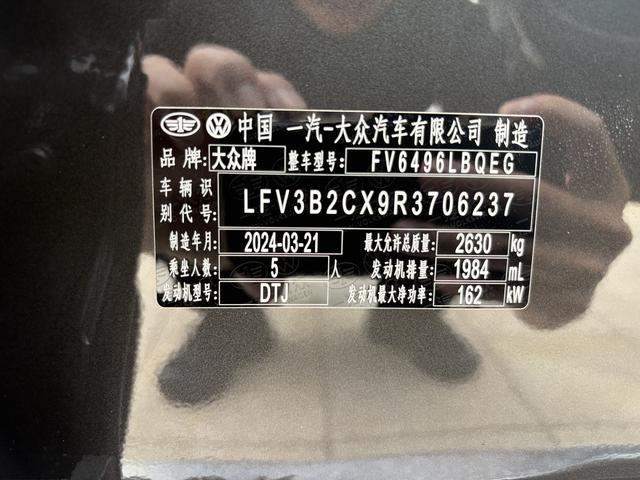 中国 一汽-大众汽车有限公司 制造
品牌 大众牌 整车型号: FV6496LBQEG
车辆识别代号: LFV3B2CX9R3706237
制造年月 2024-03-21 最大允许总质量: 2630 kg
乘坐人数 5 人 发动机排量: 1984 mL
发动机型号: DTJ 发动机最大净功率: 162 kW